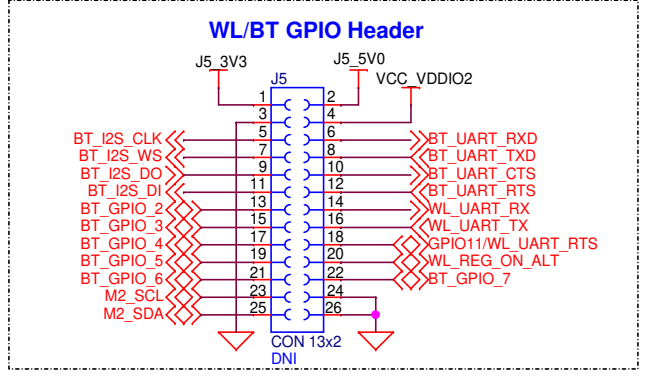 WL/BT GPIO Header
J5_3V3 J5_5V0
J5 VCC_VDDIO2
1 2
3 4
BT_I2S_CLK 5 6 BT_UART_RXD
BT_I2S_WS 7 8 BT_UART_TXD
BT_I2S_DO 9 10 BT_UART_CTS
BT_I2S_DI 11 12 BT_UART_RTS
BT_GPIO_2 13 14 WL_UART_RX
BT_GPIO_3 15 16 WL_UART_TX
BT_GPIO_4 17 18 GPIO11/WL_UART_RTS
BT_GPIO_5 19 20 WL_REG_ON_ALT
BT_GPIO_6 21 22 BT_GPIO_7
M2_SCL 23 24
M2_SDA 25 26
CON 13x2
DNI